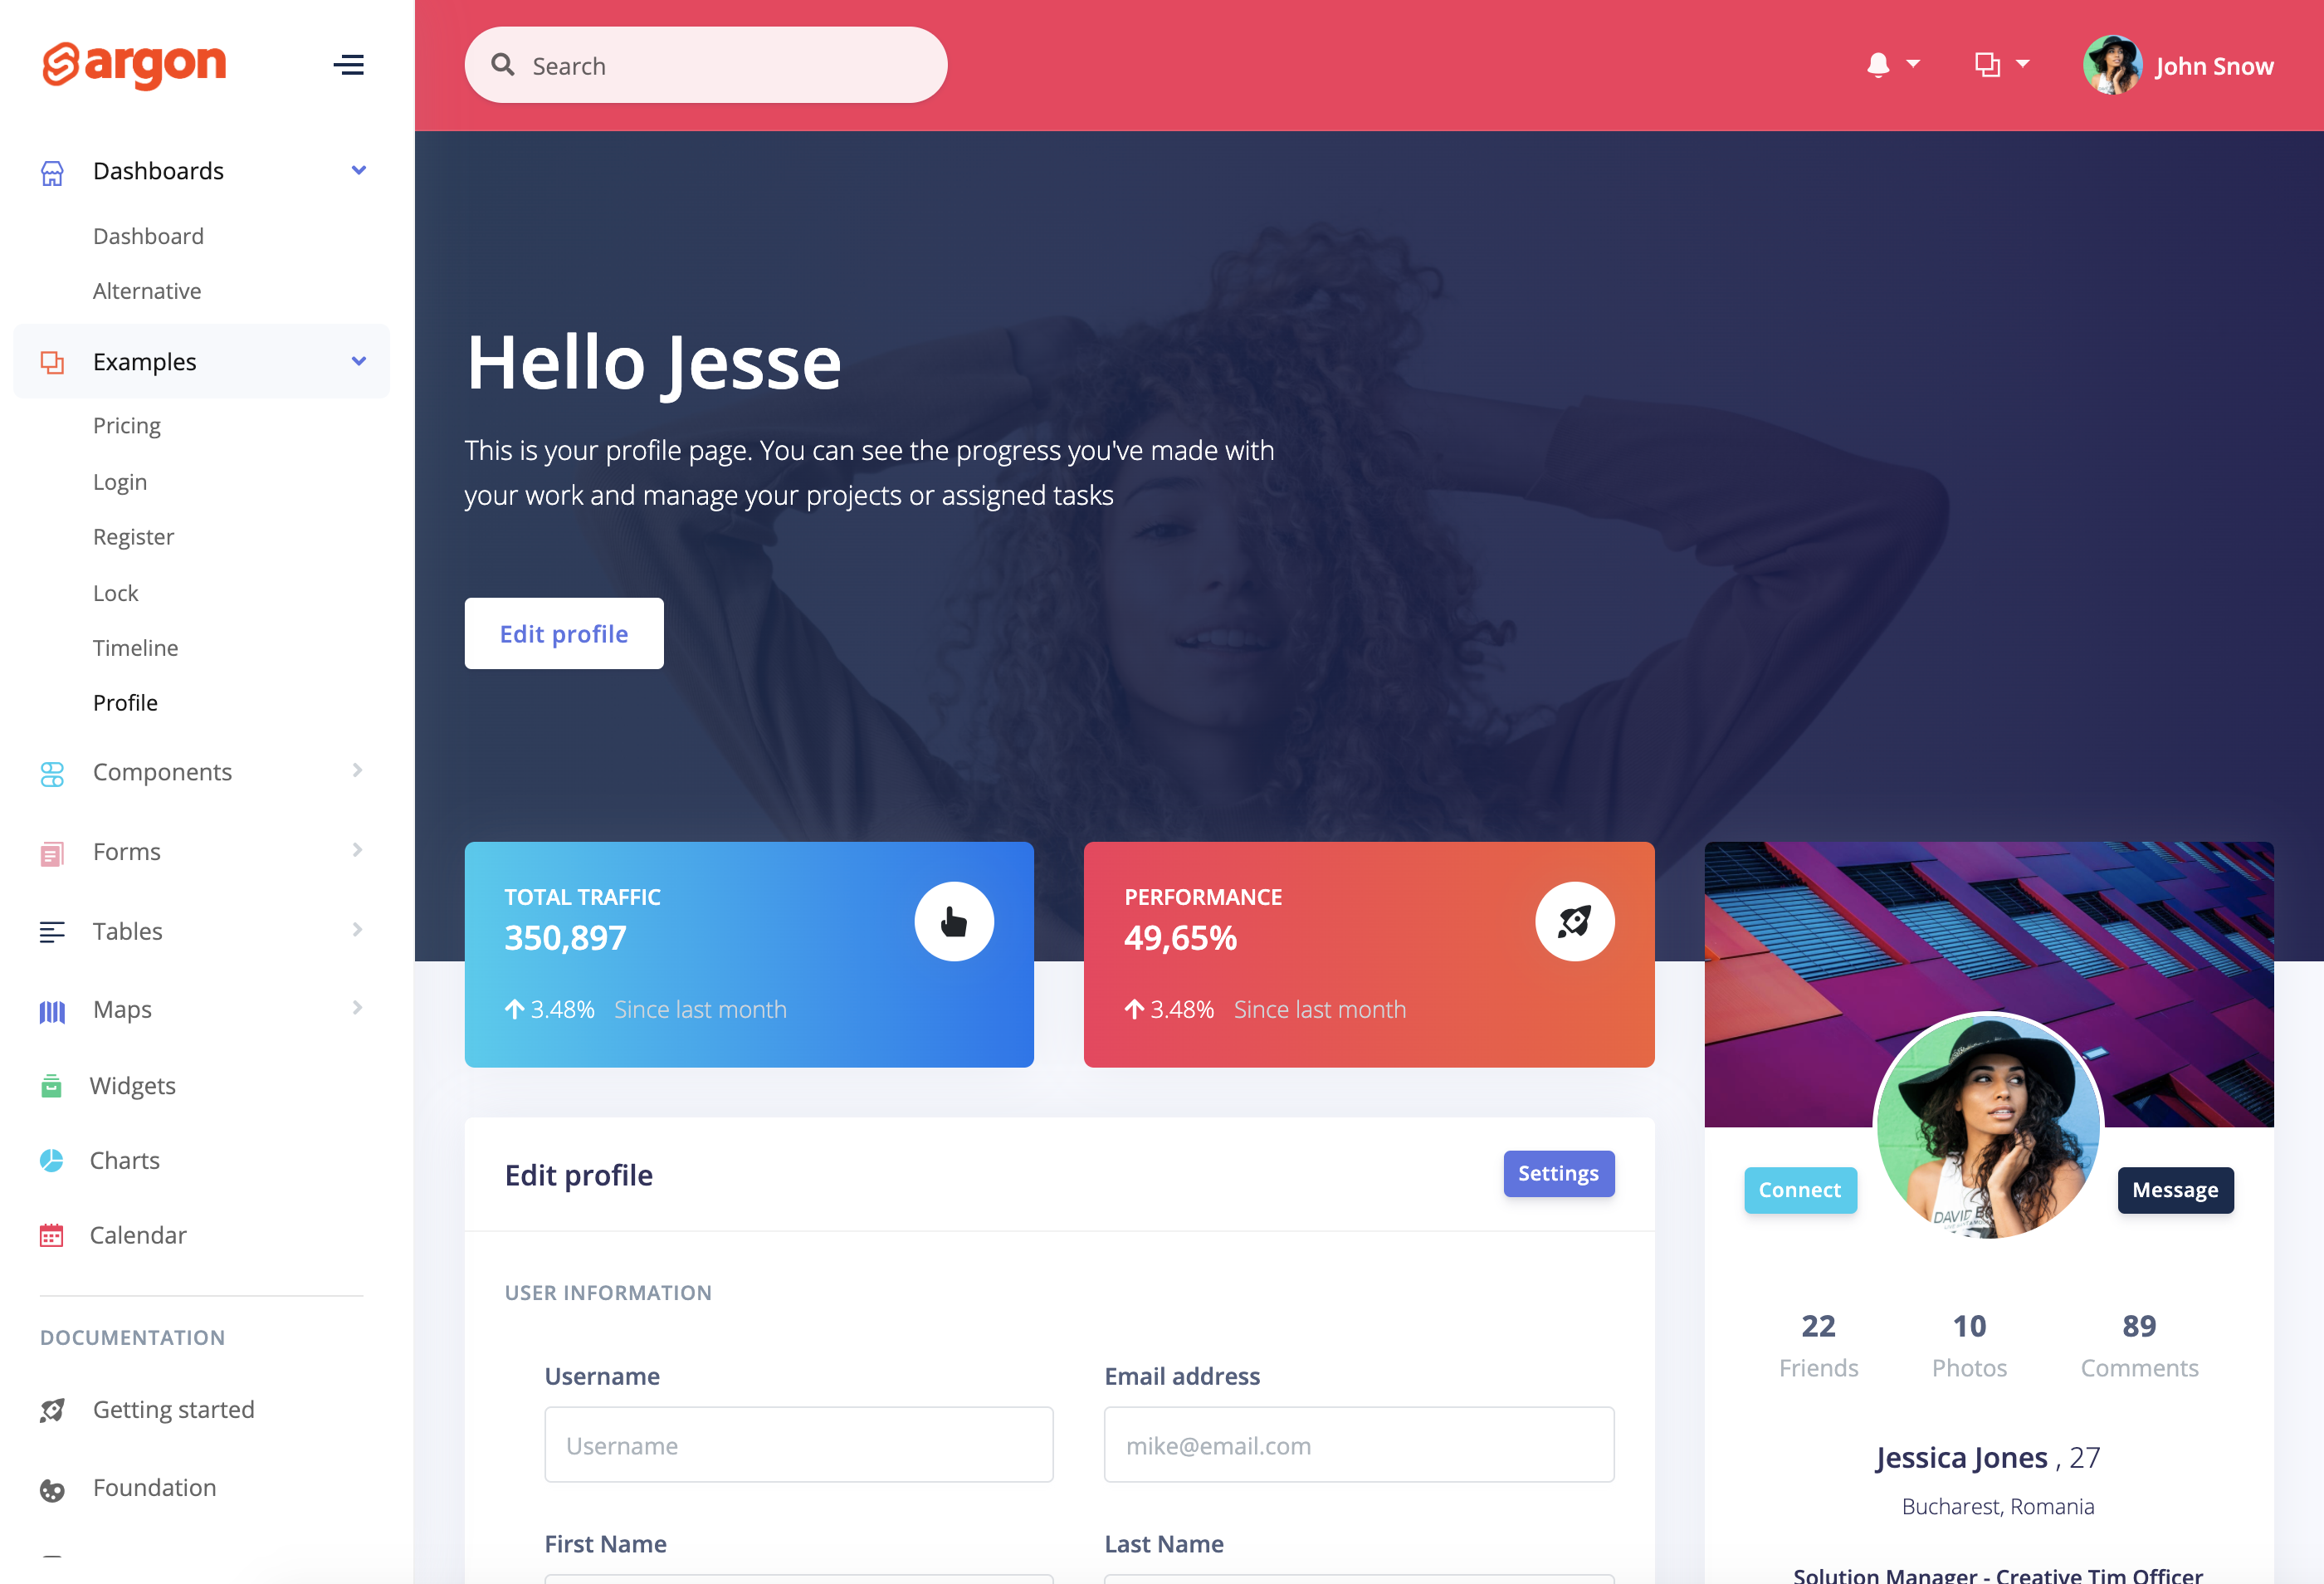 argon
Search
John Snow
Dashboards
Dashboard
Alternative
Examples
Pricing
Login
Register
Lock
Timeline
Profile
Components
Forms
Tables
Maps
Widgets
Charts
Calendar
DOCUMENTATION
Getting started
Foundation
Hello Jesse
This is your profile page. You can see the progress you've made with
your work and manage your projects or assigned tasks
Edit profile
TOTAL TRAFFIC
350,897
3.48% Since last month
PERFORMANCE
49,65%
3.48% Since last month
Edit profile
Settings
USER INFORMATION
Username
Username
Email address
mike@email.com
First Name
Last Name
Connect
Message
DAVID
22
Friends
10
Photos
89
Comments
Jessica Jones , 27
Bucharest, Romania
Solution Manager - Creative Tim Officer